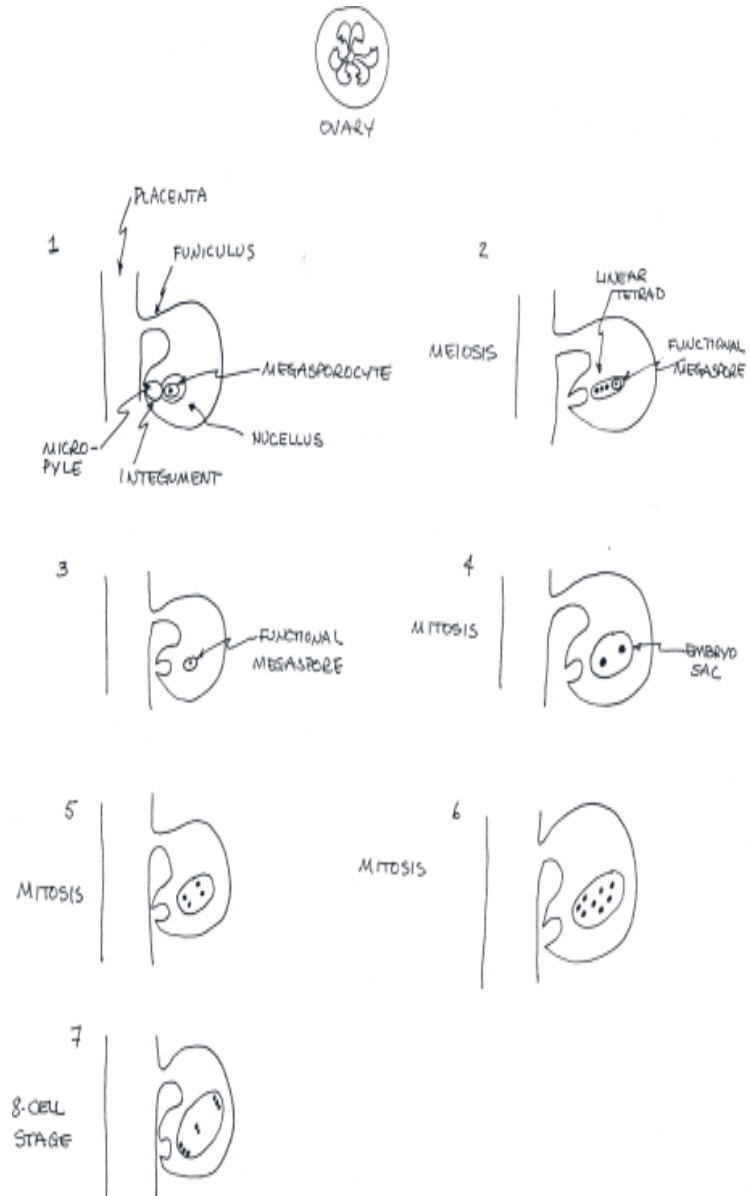 OVARY
PLACENTA
1
FUNICULUS
MEGASPOROCYTE
NUCELLUS
MICRO-
PYLE
INTEGUMENT
2
MEIOSIS
LINEAR
TETRAD
FUNCTIONAL
MEGASPORE
3
FUNCTIONAL
MEGASPORE
4
MITOSIS
EMBRYO
SAC
5
MITOSIS
6
MITOSIS
7
8-CELL
STAGE